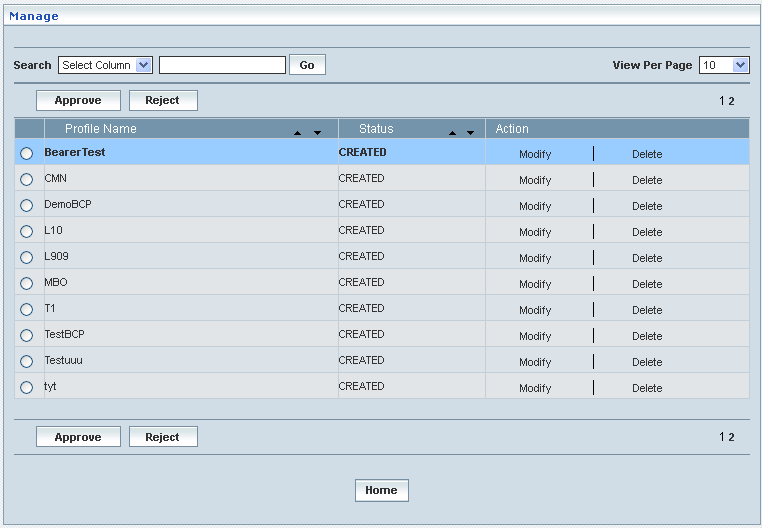 Manage
Search Select Column Go View Per Page 10
Approve Reject 1 2
Profile Name Status Action
BearerTest CREATED Modify Delete
CMN CREATED Modify Delete
DemoBCP CREATED Modify Delete
L10 CREATED Modify Delete
L909 CREATED Modify Delete
MBO CREATED Modify Delete
T1 CREATED Modify Delete
TestBCP CREATED Modify Delete
Testuuu CREATED Modify Delete
tyt CREATED Modify Delete
Approve Reject 1 2
Home